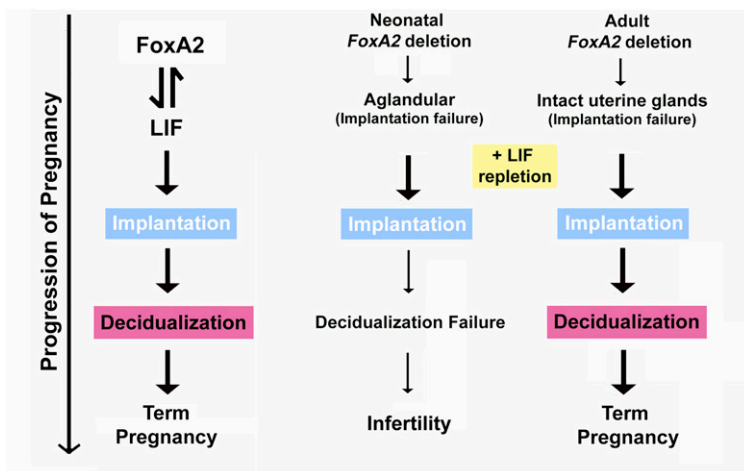 Progression of Pregnancy
FoxA2
LIF
Implantation
Decidualization
Term
Pregnancy
Neonatal
FoxA2 deletion
Aglandular
(Implantation failure)
+ LIF
repletion
Implantation
Decidualization Failure
Infertility
Adult
FoxA2 deletion
Intact uterine glands
(Implantation failure)
Implantation
Decidualization
Term
Pregnancy